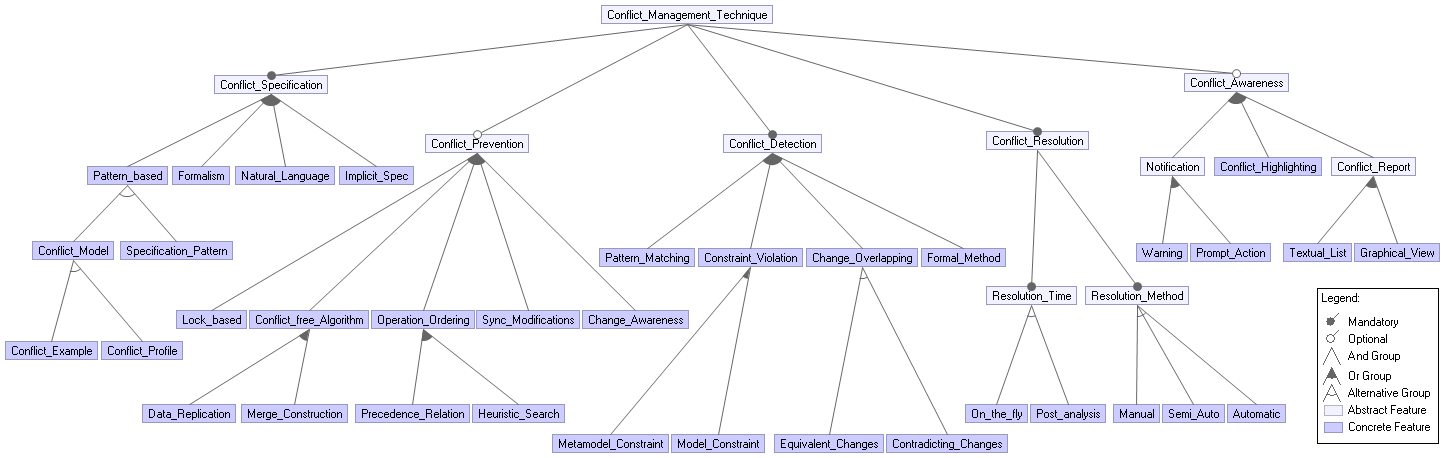 Conflict_Management_Technique
Conflict_Specification
Conflict_Awareness
Conflict_Prevention
Conflict_Detection
Conflict_Resolution
Pattern_based
Formalism
Natural_Language
Implicit_Spec
Notification
Conflict_Highlighting
Conflict_Report
Conflict_Model
Specification_Pattern
Pattern_Matching
Constraint_Violation
Change_Overlapping
Formal_Method
Warning
Prompt_Action
Textual_List
Graphical_View
Resolution_Time
Resolution_Method
Lock_based
Conflict_free_Algorithm
Operation_Ordering
Sync_Modifications
Change_Awareness
Conflict_Example
Conflict_Profile
Data_Replication
Merge_Construction
Precedence_Relation
Heuristic_Search
On_the_fly
Post_analysis
Manual
Semi_Auto
Automatic
Metamodel_Constraint
Model_Constraint
Equivalent_Changes
Contradicting_Changes
Legend:
Mandatory
Optional
And Group
Or Group
Alternative Group
Abstract Feature
Concrete Feature